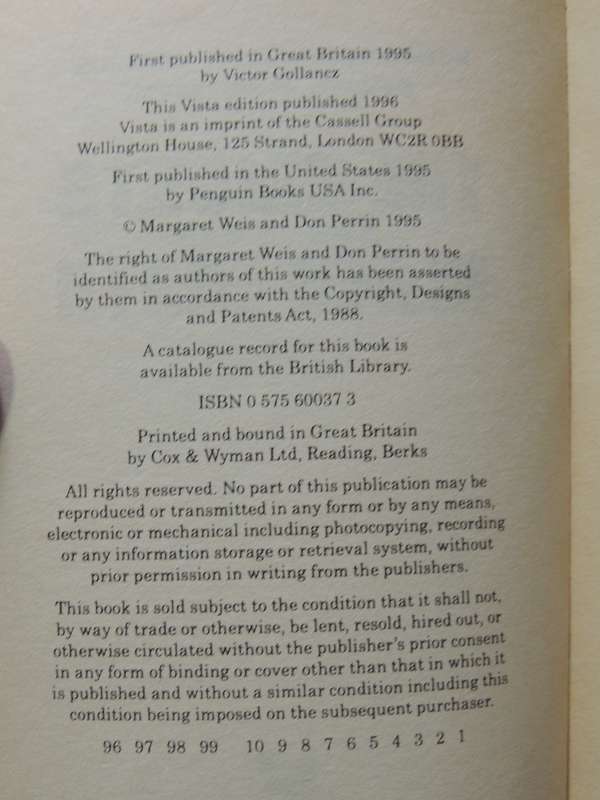 First published in Great Britain 1995
by Victor Gollancz
This Vista edition published 1996
Vista is an imprint of the Cassell Group
Wellington House, 125 Strand, London WC2R 0BB
First published in the United States 1995
by Penguin Books USA Inc.
© Margaret Weis and Don Perrin 1995
The right of Margaret Weis and Don Perrin to be
identified as authors of this work has been asserted
by them in accordance with the Copyright, Designs
and Patents Act, 1988.
A catalogue record for this book is
available from the British Library.
ISBN 0 575 60037 3
Printed and bound in Great Britain
by Cox & Wyman Ltd, Reading, Berks
All rights reserved. No part of this publication may be
reproduced or transmitted in any form or by any means,
electronic or mechanical including photocopying, recording
or any information storage or retrieval system, without
prior permission in writing from the publishers.
This book is sold subject to the condition that it shall not,
by way of trade or otherwise, be lent, resold, hired out, or
otherwise circulated without the publisher's prior consent
in any form of binding or cover other than that in which it
is published and without a similar condition including this
condition being imposed on the subsequent purchaser.
96 97 98 99 10 9 8 7 6 5 4 3 2 1